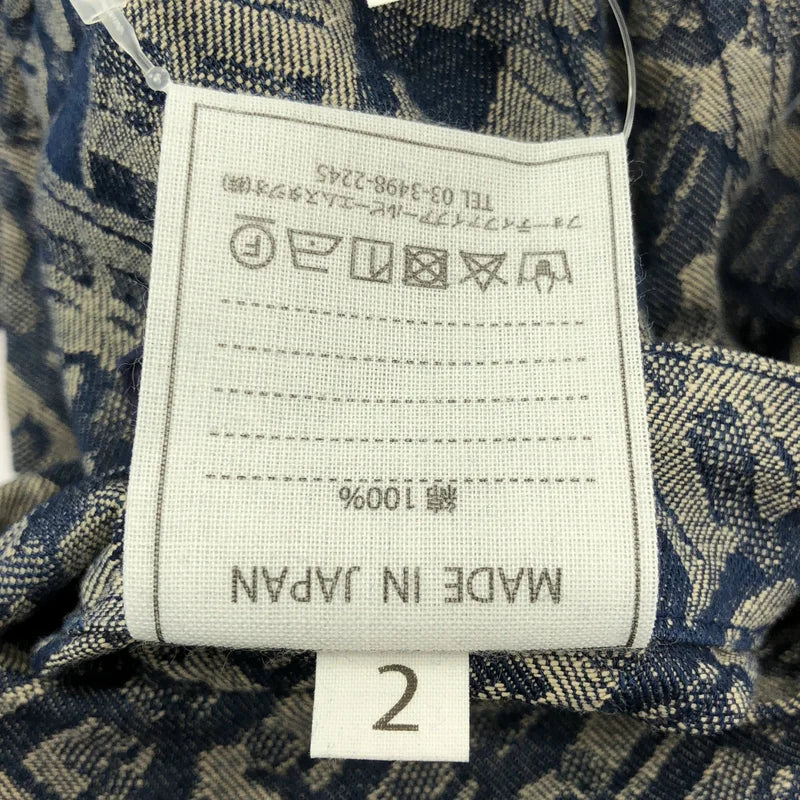 MADE IN JAPAN
綿 100%
F
フォーティファイブアールピーエムスタジオ(株)
TEL 03-3498-2245
2